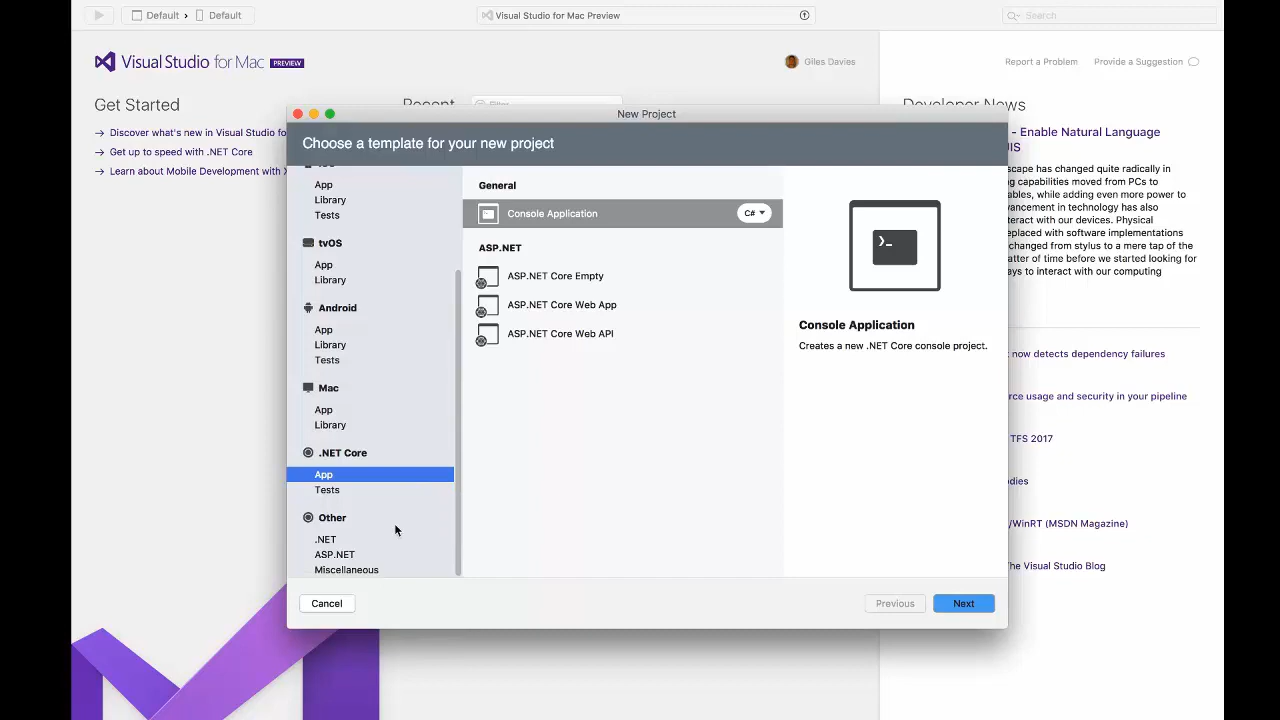 Default › Default
Visual Studio for Mac Preview
Search
Visual Studio for Mac PREVIEW
Giles Davies
Report a Problem
Provide a Suggestion
Get Started
Recent
Filter
Developer News
Discover what's new in Visual Studio fo
Get up to speed with .NET Core
Learn about Mobile Development with X
New Project
Choose a template for your new project
App
Library
Tests
tvOS
App
Library
Android
App
Library
Tests
Mac
App
Library
.NET Core
App
Tests
Other
.NET
ASP.NET
Miscellaneous
General
Console Application
C#
ASP.NET
ASP.NET Core Empty
ASP.NET Core Web App
ASP.NET Core Web API
Console Application
Creates a new .NET Core console project.
Cancel
Previous
Next
- Enable Natural Language
scape has changed quite radically in
ng capabilities moved from PCs to
ables, while adding even more power to
vancement in technology has also
teract with our devices. Physical
replaced with software implementations
changed from stylus to a mere tap of the
atter of time before we started looking for
eys to interact with our computing
now detects dependency failures
rce usage and security in your pipeline
TFS 2017
odies
/WinRT (MSDN Magazine)
The Visual Studio Blog